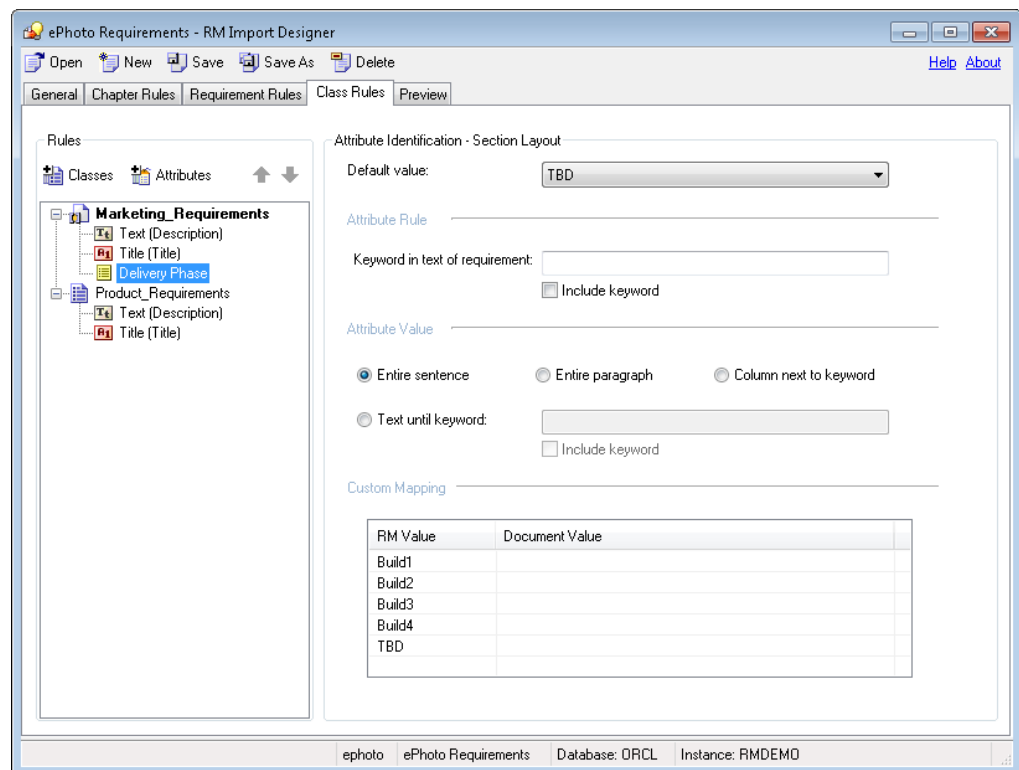 ePhoto Requirements - RM Import Designer
Open New Save Save As Delete Help About
General Chapter Rules Requirement Rules Class Rules Preview
Rules
Classes Attributes
Marketing_Requirements
Text (Description)
Title (Title)
Delivery Phase
Product_Requirements
Text (Description)
Title (Title)
Attribute Identification - Section Layout
Default value: TBD
Attribute Rule
Keyword in text of requirement:
Include keyword
Attribute Value
Entire sentence Entire paragraph Column next to keyword
Text until keyword:
Include keyword
Custom Mapping
RM Value Document Value
Build1
Build2
Build3
Build4
TBD
ephoto ePhoto Requirements Database: ORCL Instance: RMDEMO